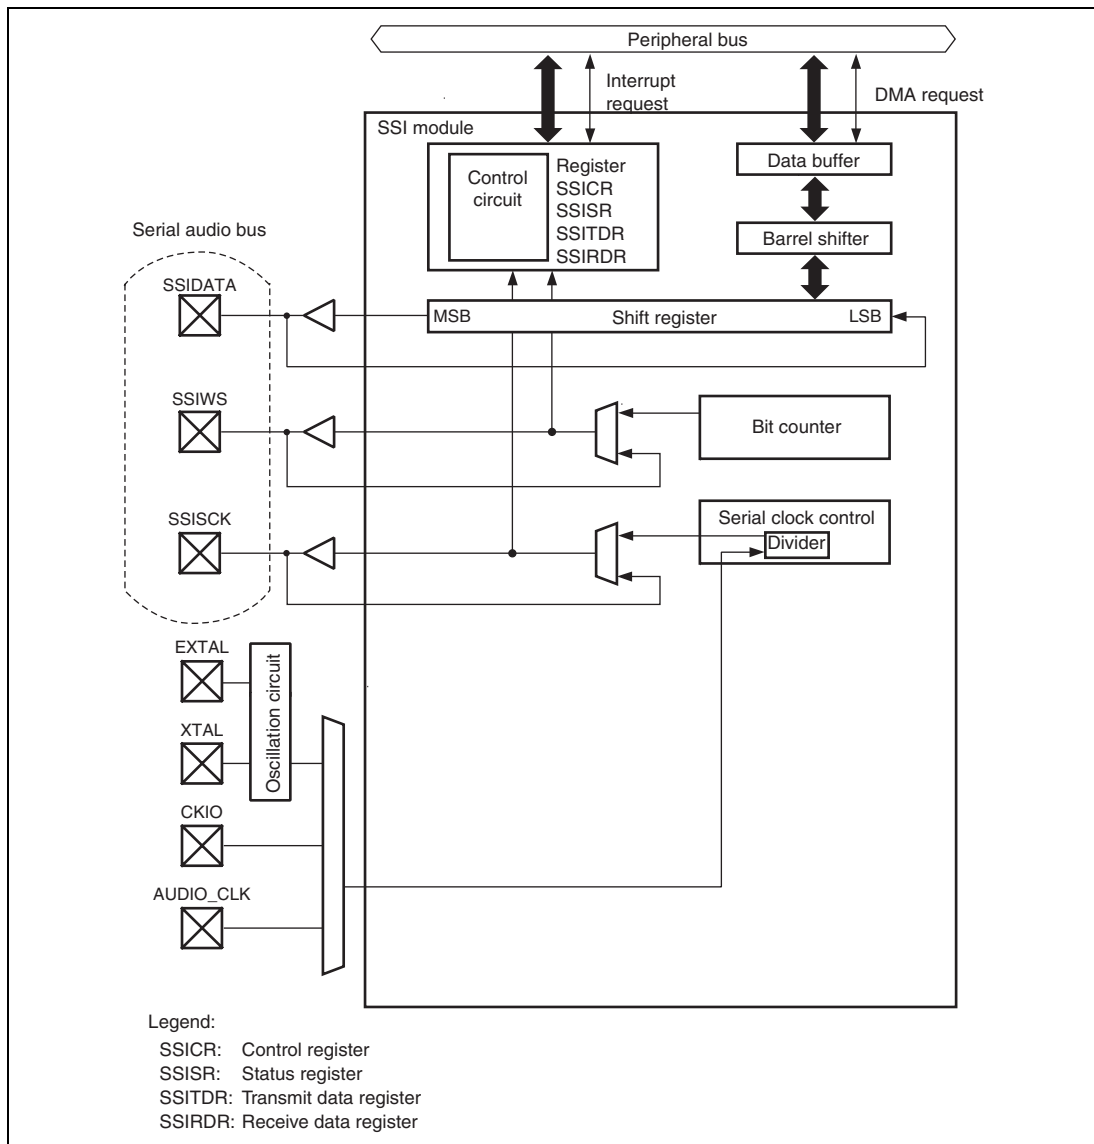 Peripheral bus
Interrupt
request
DMA request
SSI module
Control
circuit
Register
SSICR
SSISR
SSITDR
SSIRDR
Data buffer
Barrel shifter
Serial audio bus
SSIDATA
MSB
Shift register
LSB
SSIWS
Bit counter
SSISCK
Serial clock control
Divider
EXTAL
Oscillation circuit
XTAL
CKIO
AUDIO_CLK
Legend:
SSICR: Control register
SSISR: Status register
SSITDR: Transmit data register
SSIRDR: Receive data register